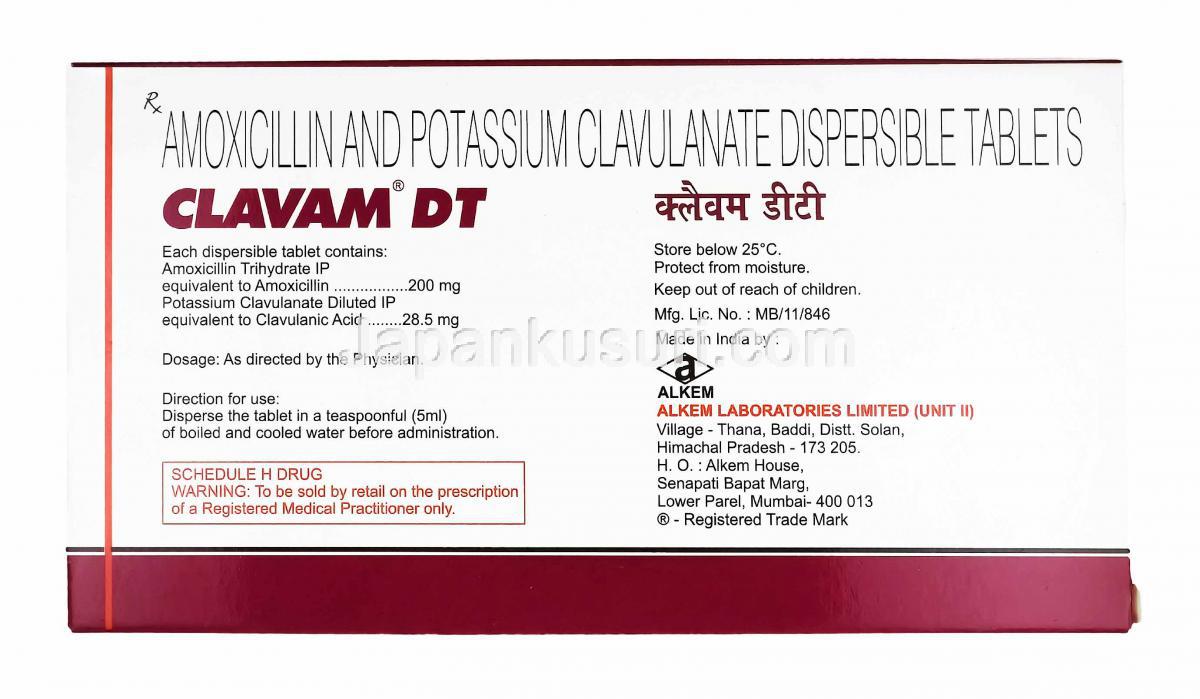 Rx
AMOXICILLIN AND POTASSIUM CLAVULANATE DISPERSIBLE TABLETS
CLAVAM® DT
Each dispersible tablet contains:
Amoxicillin Trihydrate IP
equivalent to Amoxicillin .................200 mg
Potassium Clavulanate Diluted IP
equivalent to Clavulanic Acid ........28.5 mg
Dosage: As directed by the Physician.
Direction for use:
Disperse the tablet in a teaspoonful (5ml)
of boiled and cooled water before administration.
SCHEDULE H DRUG
WARNING: To be sold by retail on the prescription
of a Registered Medical Practitioner only.
क्लैवम डीटी
Store below 25°C.
Protect from moisture.
Keep out of reach of children.
Mfg. Lic. No. : MB/11/846
Made in India by :
a
ALKEM
ALKEM LABORATORIES LIMITED (UNIT II)
Village - Thana, Baddi, Distt. Solan,
Himachal Pradesh - 173 205.
H. O. : Alkem House,
Senapati Bapat Marg,
Lower Parel, Mumbai- 400 013
® - Registered Trade Mark
Japankusuri.com